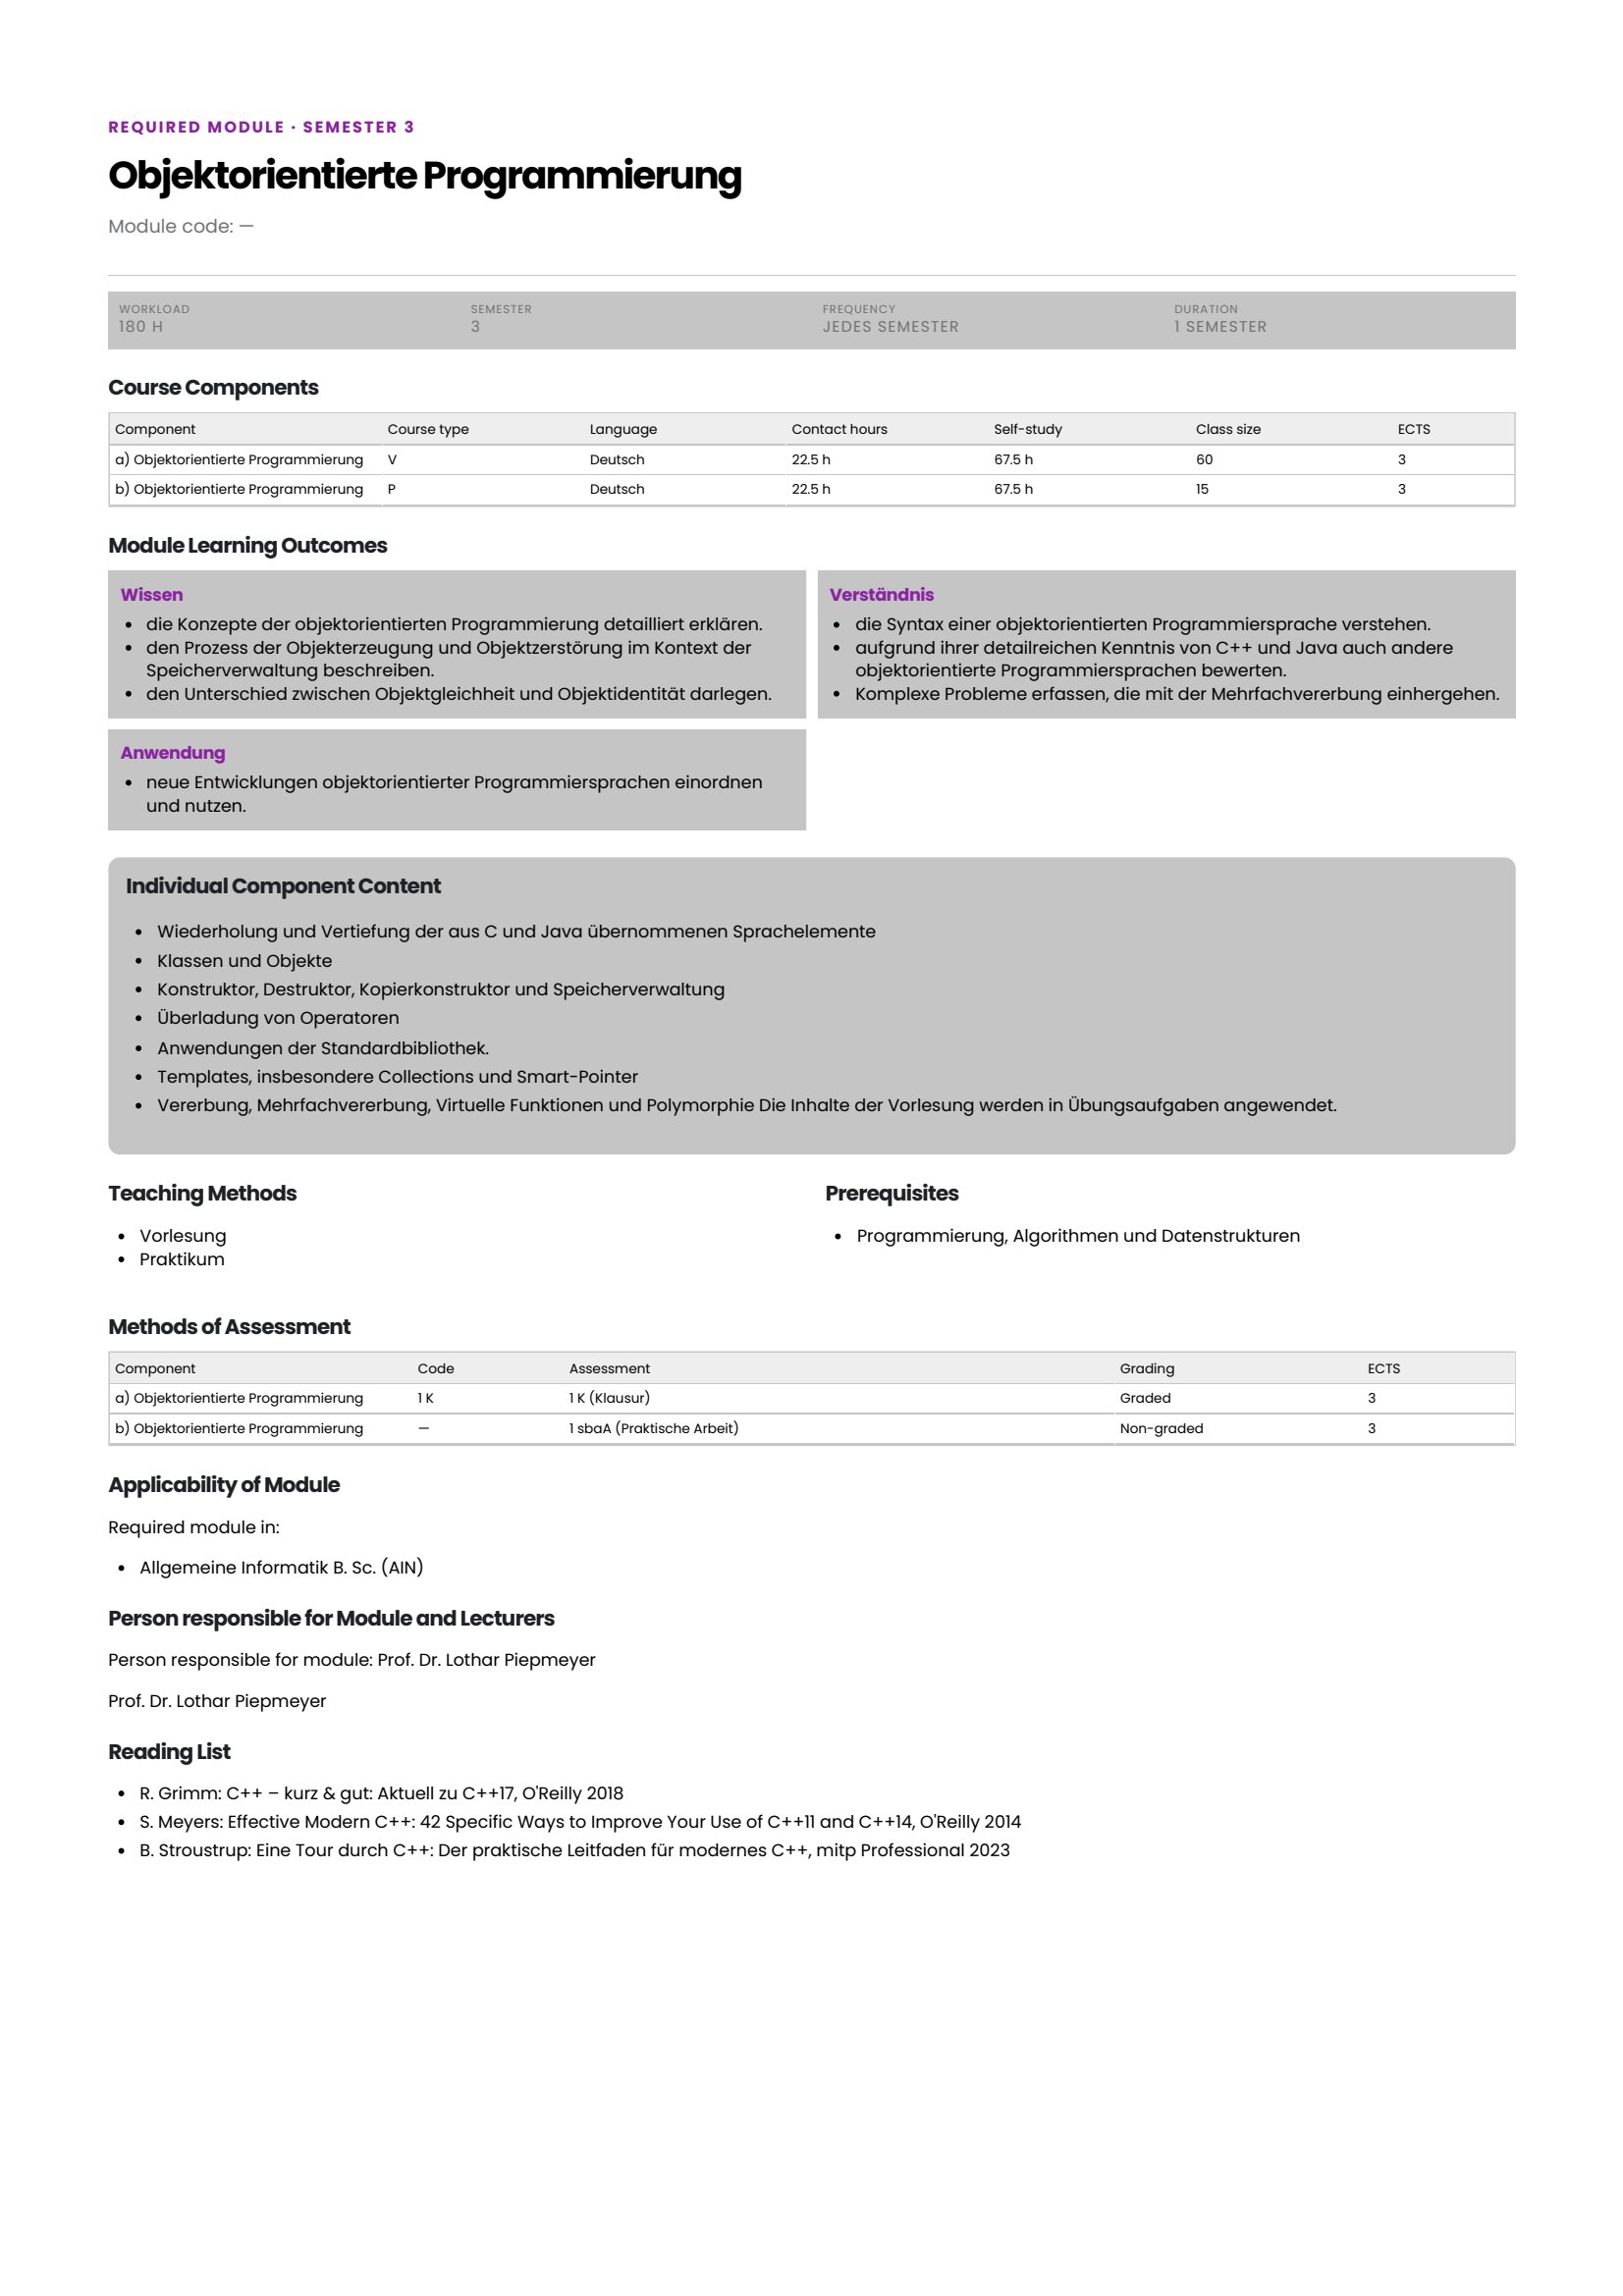 REQUIRED MODULE · SEMESTER 3
Objektorientierte Programmierung
Module code: —
WORKLOAD SEMESTER FREQUENCY DURATION
180 H 3 JEDES SEMESTER 1 SEMESTER
Course Components
Component Course type Language Contact hours Self-study Class size ECTS
a) Objektorientierte Programmierung V Deutsch 22.5 h 67.5 h 60 3
b) Objektorientierte Programmierung P Deutsch 22.5 h 67.5 h 15 3
Module Learning Outcomes
Wissen
• die Konzepte der objektorientierten Programmierung detailliert erklären.
• den Prozess der Objekterzeugung und Objektzerstörung im Kontext der
Speicherverwaltung beschreiben.
• den Unterschied zwischen Objektgleichheit und Objektidentität darlegen.
Verständnis
• die Syntax einer objektorientierten Programmiersprache verstehen.
• aufgrund ihrer detailreichen Kenntnis von C++ und Java auch andere
objektorientierte Programmiersprachen bewerten.
• Komplexe Probleme erfassen, die mit der Mehrfachvererbung einhergehen.
Anwendung
• neue Entwicklungen objektorientierter Programmiersprachen einordnen
und nutzen.
Individual Component Content
• Wiederholung und Vertiefung der aus C und Java übernommenen Sprachelemente
• Klassen und Objekte
• Konstruktor, Destruktor, Kopierkonstruktor und Speicherverwaltung
• Überladung von Operatoren
• Anwendungen der Standardbibliothek.
• Templates, insbesondere Collections und Smart-Pointer
• Vererbung, Mehrfachvererbung, Virtuelle Funktionen und Polymorphie Die Inhalte der Vorlesung werden in Übungsaufgaben angewendet.
Teaching Methods
• Vorlesung
• Praktikum
Prerequisites
• Programmierung, Algorithmen und Datenstrukturen
Methods of Assessment
Component Code Assessment Grading ECTS
a) Objektorientierte Programmierung 1 K 1 K (Klausur) Graded 3
b) Objektorientierte Programmierung — 1 sbaA (Praktische Arbeit) Non-graded 3
Applicability of Module
Required module in:
• Allgemeine Informatik B. Sc. (AIN)
Person responsible for Module and Lecturers
Person responsible for module: Prof. Dr. Lothar Piepmeyer
Prof. Dr. Lothar Piepmeyer
Reading List
• R. Grimm: C++ – kurz & gut: Aktuell zu C++17, O'Reilly 2018
• S. Meyers: Effective Modern C++: 42 Specific Ways to Improve Your Use of C++11 and C++14, O'Reilly 2014
• B. Stroustrup: Eine Tour durch C++: Der praktische Leitfaden für modernes C++, mitp Professional 2023